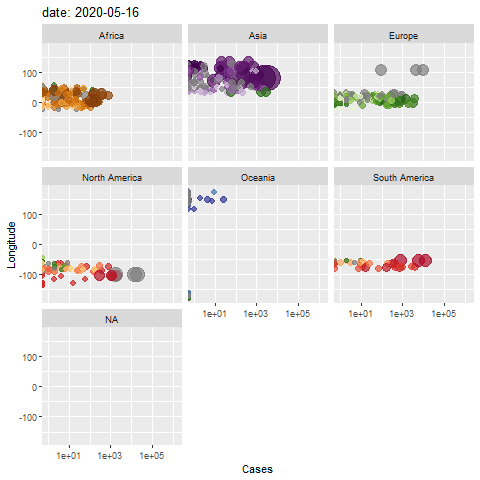 date: 2020-05-16
Africa
Asia
Europe
100
0
-100
North America
Oceania
South America
100
0
-100
Longitude
NA
1e+01
1e+03
1e+05
1e+01
1e+03
1e+05
100
0
-100
1e+01
1e+03
1e+05
Cases